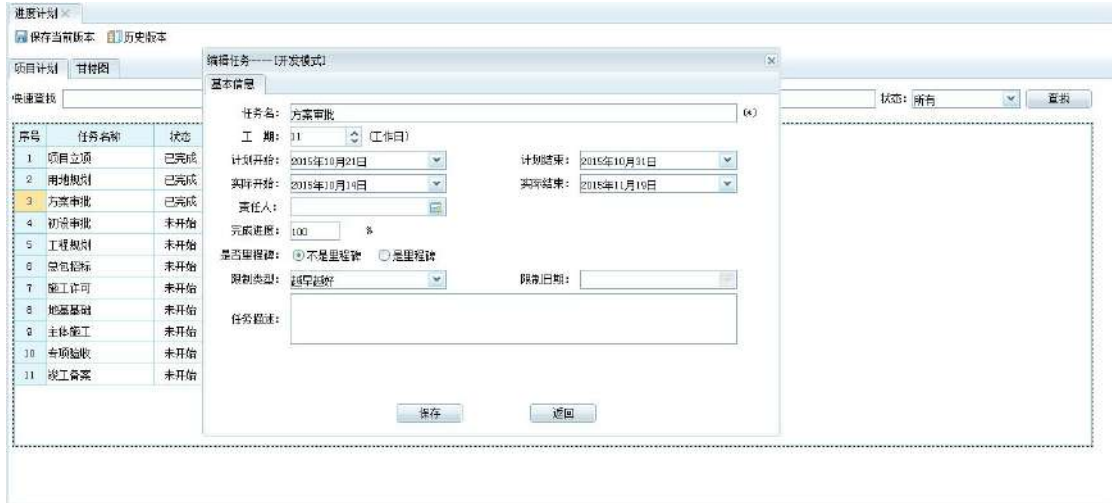 进度计划
保存当前版本 历史版本
项目计划 甘特图
快速查找 状态: 所有 查找
序号 任务名称 状态
1 项目立项 已完成
2 用地规划 已完成
3 方案审批 已完成
4 初设审批 未开始
5 工程规划 未开始
6 总包招标 未开始
7 施工许可 未开始
8 地基基础 未开始
9 主体施工 未开始
10 专项验收 未开始
11 竣工备案 未开始
编辑任务----[开发模式]
基本信息
任务名: 方案审批 (*)
工 期: 11 (工作日)
计划开始: 2015年10月21日 计划结束: 2015年10月31日
实际开始: 2015年10月14日 实际结束: 2015年11月19日
责任人:
完成进度: 100 %
是否里程碑: 不是里程碑 是里程碑
限制类型: 越早越好 限制日期:
任务描述:
保存 返回